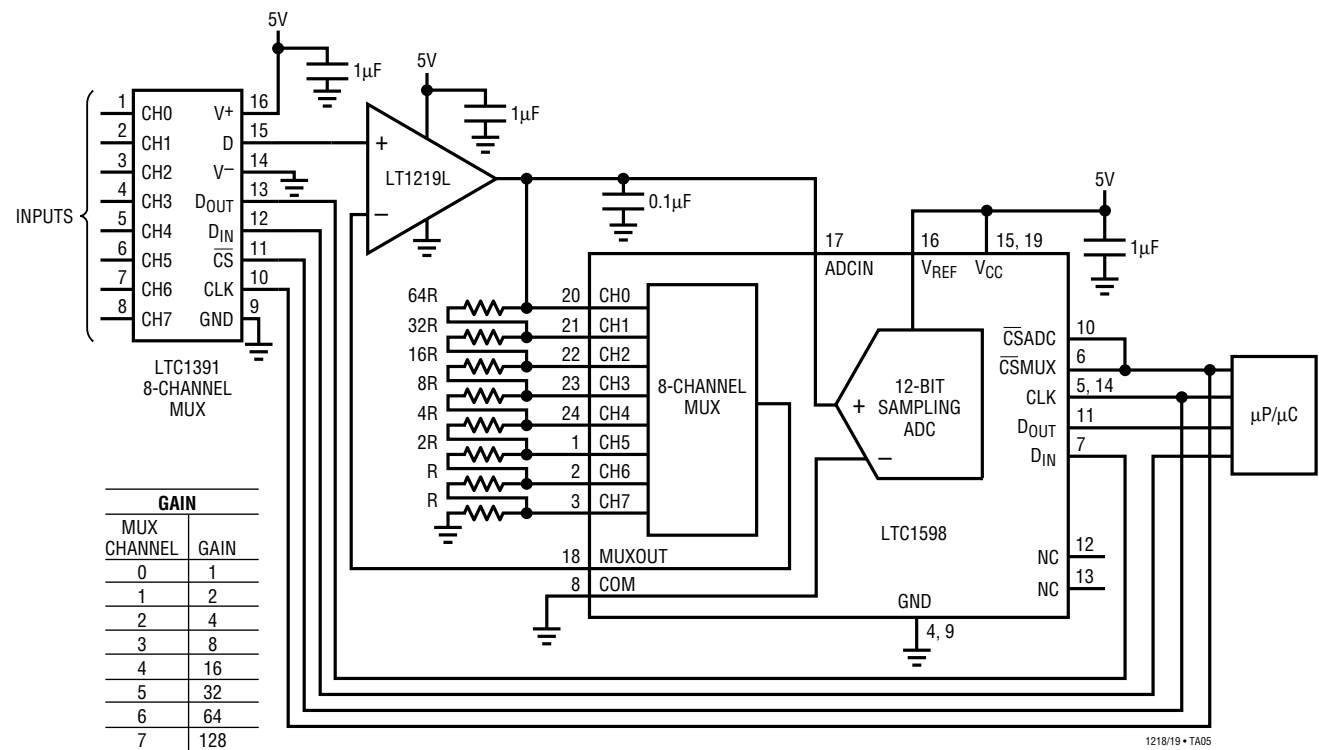 5V
1µF
5V
1µF
INPUTS
1 CH0 V+ 16
2 CH1 D 15
3 CH2 V– 14
4 CH3 DOUT 13
5 CH4 DIN 12
6 CH5 CS 11
7 CH6 CLK 10
8 CH7 GND 9
LTC1391
8-CHANNEL
MUX
+
LT1219L
–
0.1µF
5V
1µF
17
ADCIN
16
VREF
15, 19
VCC
64R 20 CH0
32R 21 CH1
16R 22 CH2
8R 23 CH3
4R 24 CH4
2R 1 CH5
R 2 CH6
R 3 CH7
8-CHANNEL
MUX
18 MUXOUT
8 COM
+
12-BIT
SAMPLING
ADC
–
LTC1598
CSADC 10
CSMUX 6
CLK 5, 14
DOUT 11
DIN 7
NC 12
NC 13
GND
4, 9
µP/µC
GAIN
MUX
CHANNEL GAIN
0 1
1 2
2 4
3 8
4 16
5 32
6 64
7 128
1218/19 • TA05